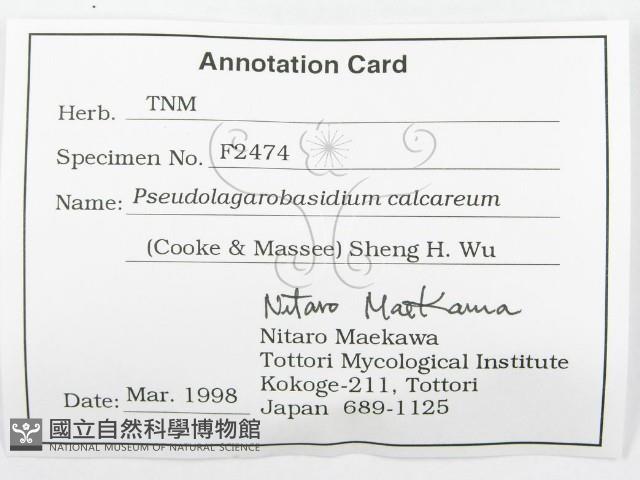 Annotation Card
Herb. TNM
Specimen No. F2474
Name: Pseudolagarobasidium calcareum
(Cooke & Massee) Sheng H. Wu
Nitaro Maekawa
Nitaro Maekawa
Tottori Mycological Institute
Kokoge-211, Tottori
Date: Mar. 1998 Japan 689-1125
國立自然科學博物館
NATIONAL MUSEUM OF NATURAL SCIENCE